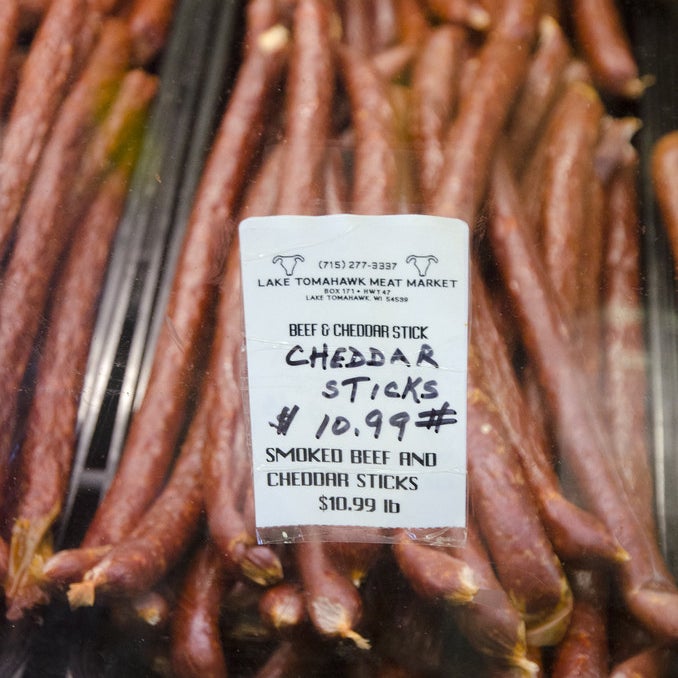 (715) 277-3337
LAKE TOMAHAWK MEAT MARKET
BOX 171 • HWY 47
LAKE TOMAHAWK, WI 54539
BEEF & CHEDDAR STICK
CHEDDAR
STICKS
$ 10.99 #
SMOKED BEEF AND
CHEDDAR STICKS
$10.99 lb